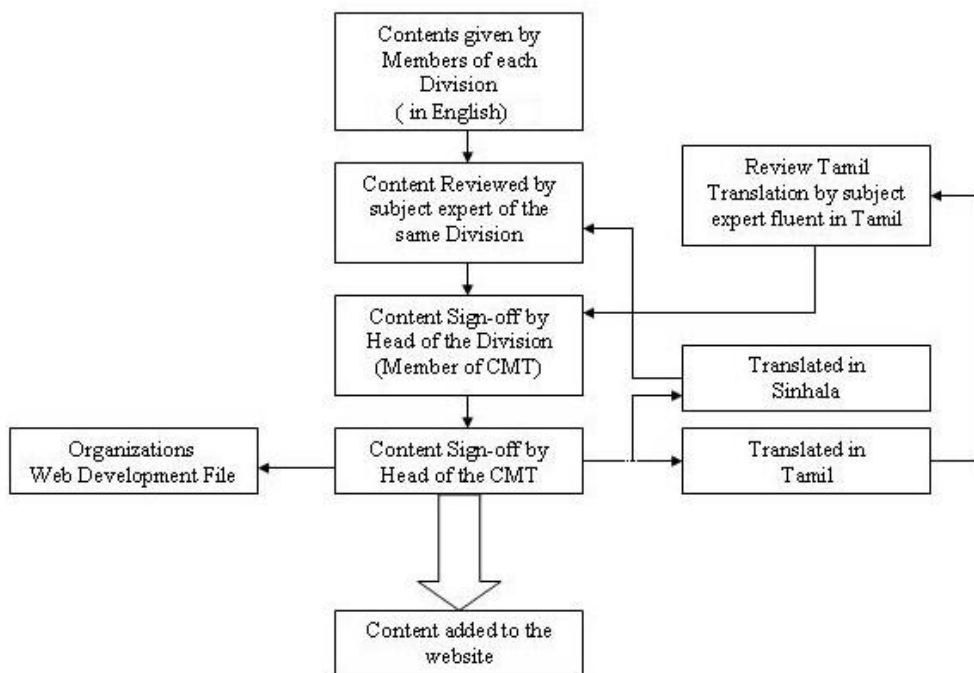 Contents given by
Members of each
Division
( in English)
Content Reviewed by
subject expert of the
same Division
Review Tamil
Translation by subject
expert fluent in Tamil
Content Sign-off by
Head of the Division
(Member of CMT)
Translated in
Sinhala
Organizations
Web Development File
Content Sign-off by
Head of the CMT
Translated in
Tamil
Content added to the
website